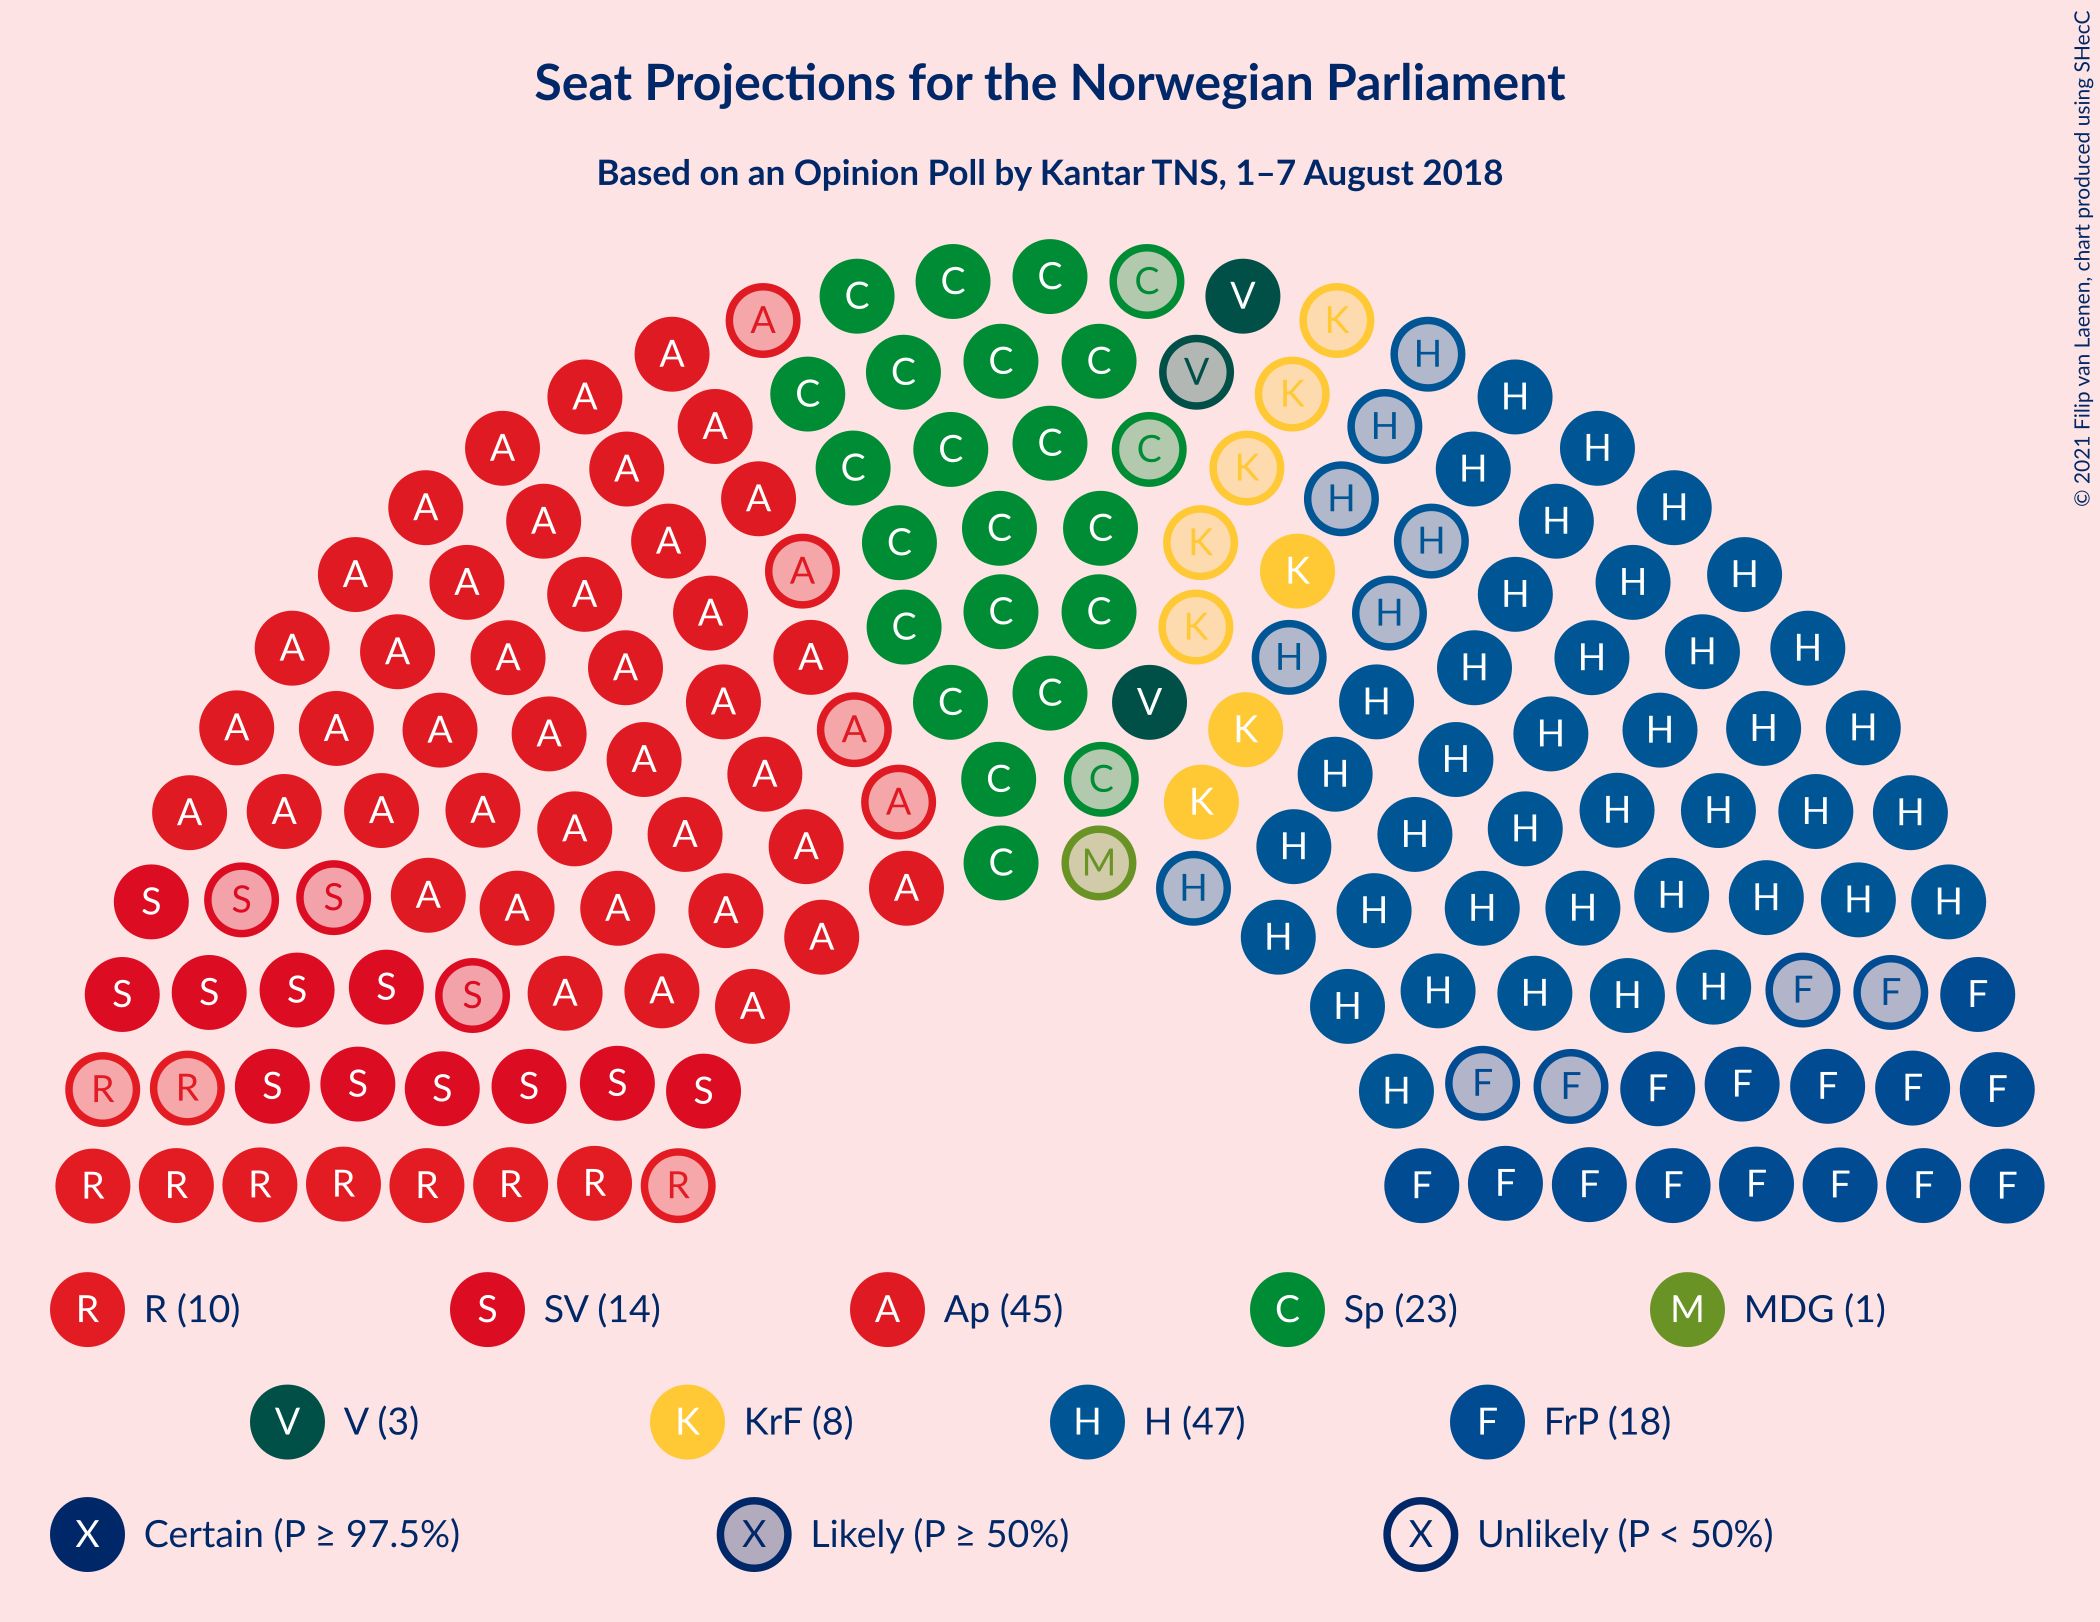 Seat Projections for the Norwegian Parliament
Based on an Opinion Poll by Kantar TNS, 1–7 August 2018
© 2021 Filip van Laenen, chart produced using SHecC
C C C C V
A C C C C V K
A A C C C C K K H H
A A A C C C K K H H H
A A A A C C C K H H H H
A A A A A C C V K H H H H H
A A A A A A C C K H H H H H
A A A A A A A C M H H H H H H
S S S A A A A A H H H H H H H H
S S S S S A A A H H H H H F F F
R R S S S S S S H F F F F F F F
R R R R R R R R F F F F F F F F
R R (10) S SV (14) A Ap (45) C Sp (23) M MDG (1)
V V (3) K KrF (8) H H (47) F FrP (18)
X Certain (P ≥ 97.5%) X Likely (P ≥ 50%) X Unlikely (P < 50%)